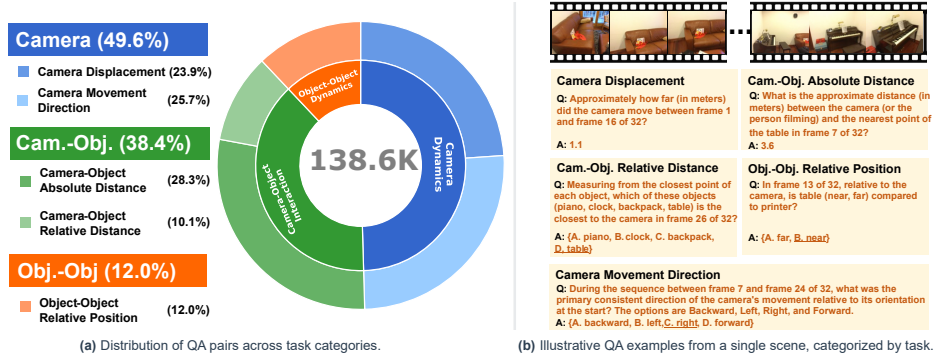 Camera (49.6%)
Camera Displacement (23.9%)
Camera Movement
Direction
(25.7%)
Cam.-Obj. (38.4%)
Camera-Object
Absolute Distance
(28.3%)
Camera-Object
Relative Distance
(10.1%)
Obj.-Obj (12.0%)
Object-Object
Relative Position
(12.0%)
Object-Object
Dynamics
Camera
Dynamics
Camera-Object
Interaction
138.6K
(a) Distribution of QA pairs across task categories.
...
Camera Displacement
Q: Approximately how far (in meters)
did the camera move between frame 1
and frame 16 of 32?
A: 1.1
Cam.-Obj. Absolute Distance
Q: What is the approximate distance (in
meters) between the camera (or the
person filming) and the nearest point of
the table in frame 7 of 32?
A: 3.6
Cam.-Obj. Relative Distance
Q: Measuring from the closest point of
each object, which of these objects
(piano, clock, backpack, table) is the
closest to the camera in frame 26 of 32?
A: {A. piano, B. clock, C. backpack,
D. table}
Obj.-Obj. Relative Position
Q: In frame 13 of 32, relative to the
camera, is table (near, far) compared
to printer?
A: {A. far, B. near}
Camera Movement Direction
Q: During the sequence between frame 7 and frame 24 of 32, what was the
primary consistent direction of the camera's movement relative to its orientation
at the start? The options are Backward, Left, Right, and Forward.
A: {A. backward, B. left,C. right, D. forward}
(b) Illustrative QA examples from a single scene, categorized by task.